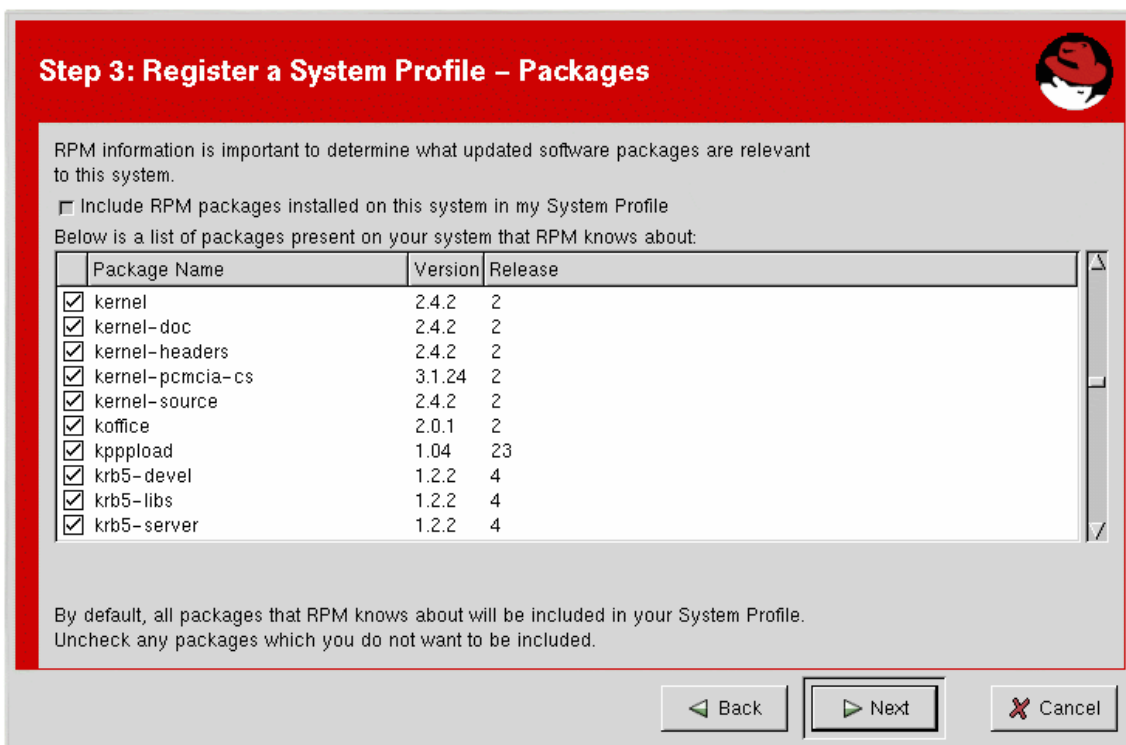 Step 3: Register a System Profile – Packages
RPM information is important to determine what updated software packages are relevant
to this system.
Include RPM packages installed on this system in my System Profile
Below is a list of packages present on your system that RPM knows about:
Package Name Version Release
kernel 2.4.2 2
kernel-doc 2.4.2 2
kernel-headers 2.4.2 2
kernel-pcmcia-cs 3.1.24 2
kernel-source 2.4.2 2
koffice 2.0.1 2
kpppload 1.04 23
krb5-devel 1.2.2 4
krb5-libs 1.2.2 4
krb5-server 1.2.2 4
By default, all packages that RPM knows about will be included in your System Profile.
Uncheck any packages which you do not want to be included.
Back Next Cancel